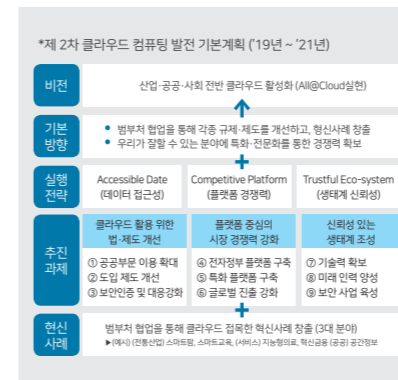 *제 2차 클라우드 컴퓨팅 발전 기본계획 ('19년 ~ '21년)
비전
산업·공공·사회 전반 클라우드 활성화 (All@Cloud실현)
기본
방향
• 범부처 협업을 통해 각종 규제·제도를 개선하고, 혁신사례 창출
• 우리가 잘할 수 있는 분야에 특화·전문화를 통한 경쟁력 확보
실행
전략
Accessible Date
(데이터 접근성)
Competitive Platform
(플랫폼 경쟁력)
Trustful Eco-system
(생태계 신뢰성)
추진
과제
클라우드 활용 위한
법·제도 개선
① 공공부문 이용 확대
② 도입 제도 개선
③ 보안인증 및 대응강화
플랫폼 중심의
시장 경쟁력 강화
④ 전자정부 플랫폼 구축
⑤ 특화 플랫폼 구축
⑥ 글로벌 진출 강화
신뢰성 있는
생태계 조성
⑦ 기술력 확보
⑧ 미래 인력 양성
⑨ 보안 사업 육성
혁신
사례
범부처 협업을 통해 클라우드 접목한 혁신사례 창출 (3대 분야)
▶(예시) (전통산업) 스마트팜, 스마트교육, (서비스) 지능형의료, 혁신금융 (공공) 공간정보